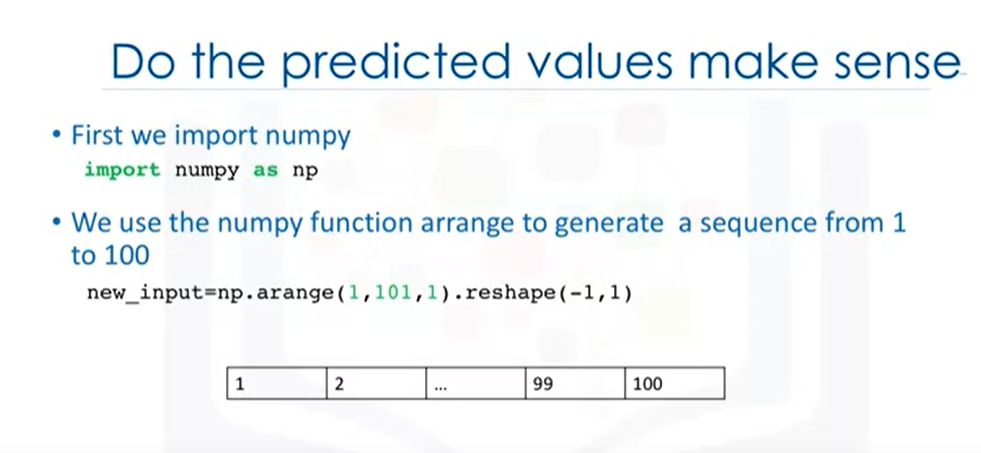 Do the predicted values make sense
• First we import numpy
import numpy as np
• We use the numpy function arrange to generate a sequence from 1
to 100
new_input=np.arange(1,101,1).reshape(-1,1)
1 2 ... 99 100